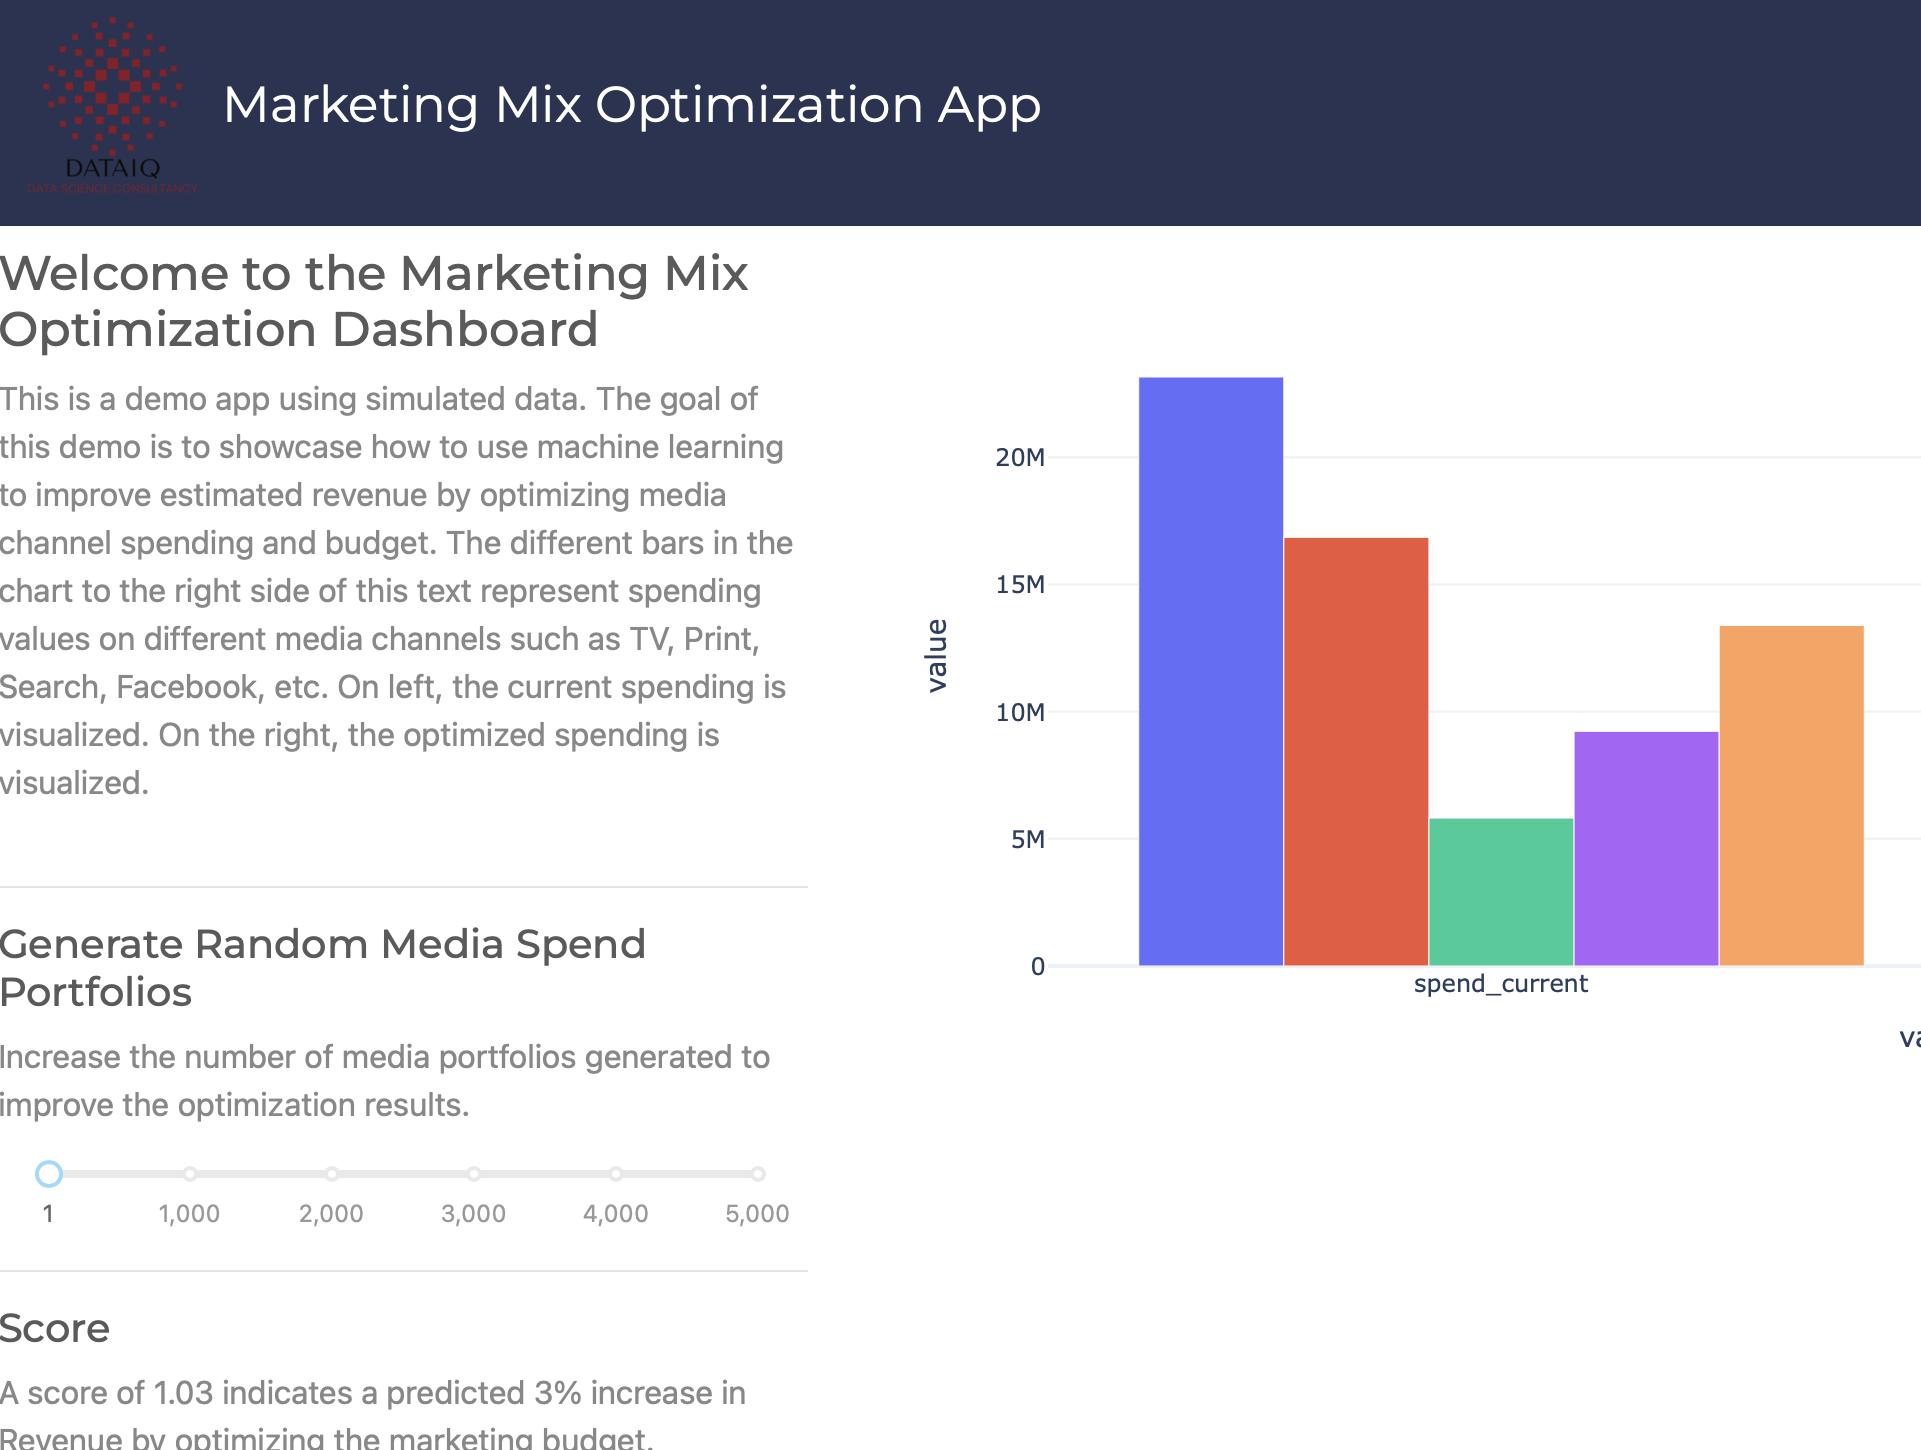 DATAIQ
DATA SCIENCE CONSULTANCY
Marketing Mix Optimization App
Welcome to the Marketing Mix
Optimization Dashboard
This is a demo app using simulated data. The goal of
this demo is to showcase how to use machine learning
to improve estimated revenue by optimizing media
channel spending and budget. The different bars in the
chart to the right side of this text represent spending
values on different media channels such as TV, Print,
Search, Facebook, etc. On left, the current spending is
visualized. On the right, the optimized spending is
visualized.
Generate Random Media Spend
Portfolios
Increase the number of media portfolios generated to
improve the optimization results.
1 1,000 2,000 3,000 4,000 5,000
Score
A score of 1.03 indicates a predicted 3% increase in
Revenue by optimizing the marketing budget.
value
20M
15M
10M
5M
0
spend_current
va